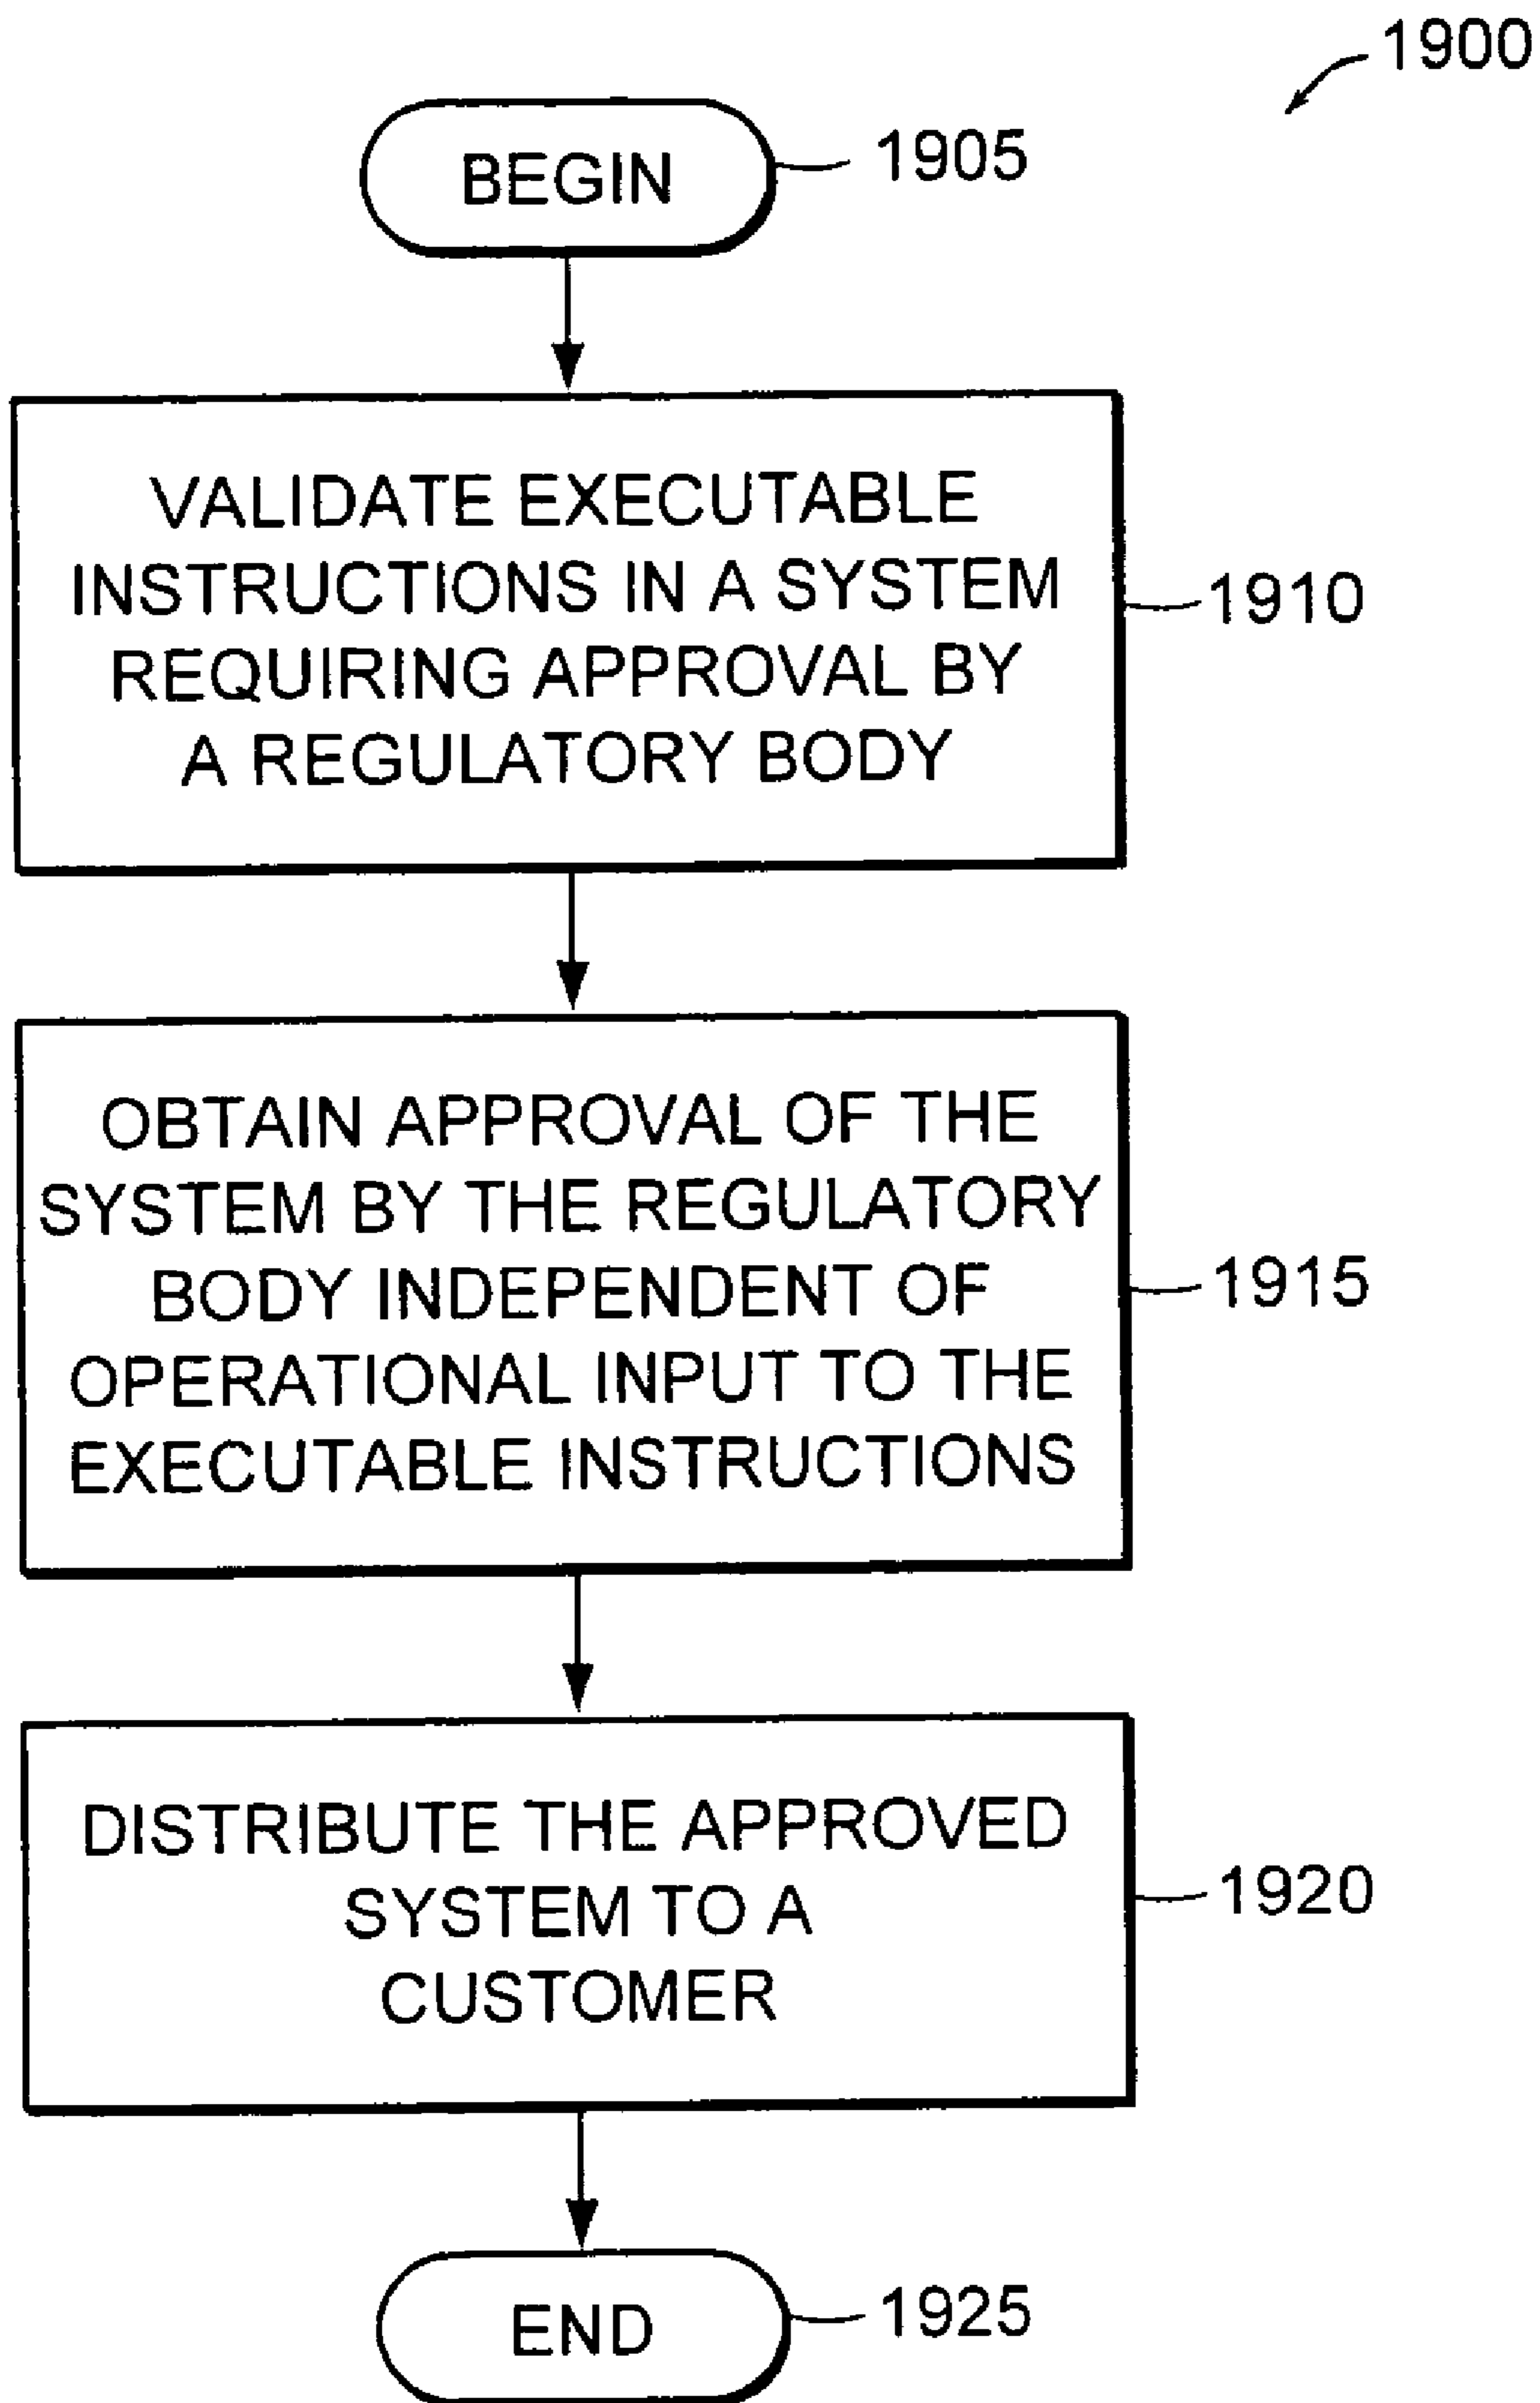 1900
BEGIN
1905
VALIDATE EXECUTABLE
INSTRUCTIONS IN A SYSTEM
REQUIRING APPROVAL BY
A REGULATORY BODY
1910
OBTAIN APPROVAL OF THE
SYSTEM BY THE REGULATORY
BODY INDEPENDENT OF
OPERATIONAL INPUT TO THE
EXECUTABLE INSTRUCTIONS
1915
DISTRIBUTE THE APPROVED
SYSTEM TO A
CUSTOMER
1920
END
1925